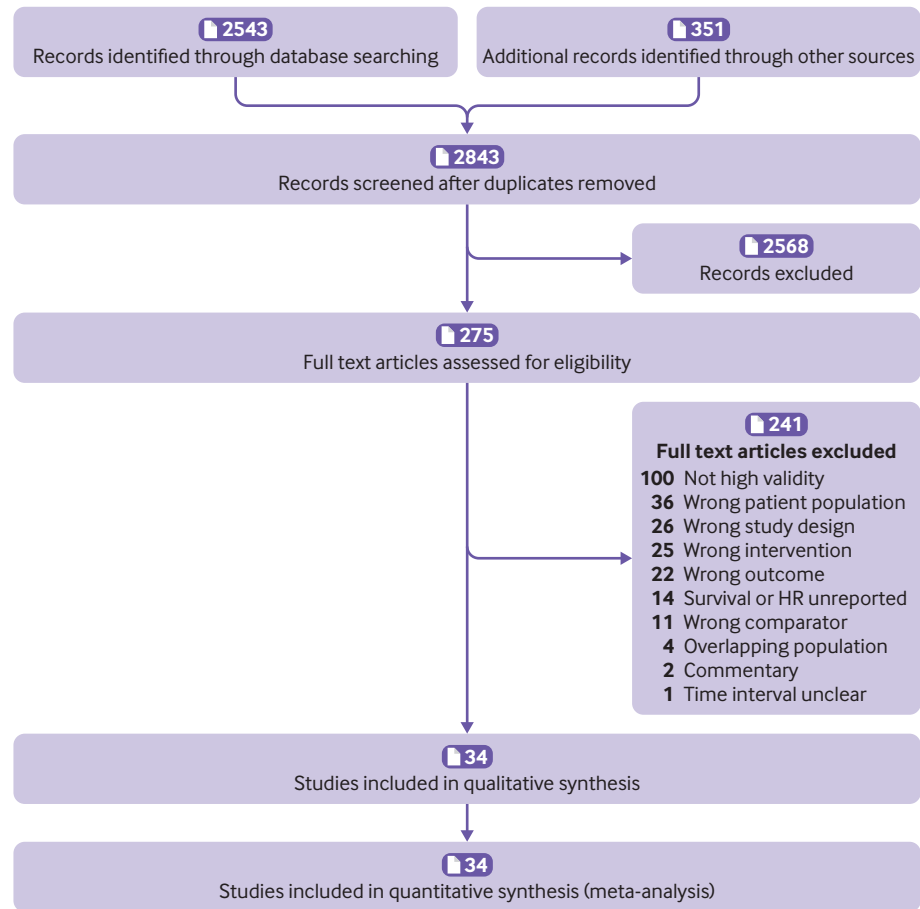 2543
Records identified through database searching
351
Additional records identified through other sources
2843
Records screened after duplicates removed
2568
Records excluded
275
Full text articles assessed for eligibility
241
Full text articles excluded
100 Not high validity
36 Wrong patient population
26 Wrong study design
25 Wrong intervention
22 Wrong outcome
14 Survival or HR unreported
11 Wrong comparator
4 Overlapping population
2 Commentary
1 Time interval unclear
34
Studies included in qualitative synthesis
34
Studies included in quantitative synthesis (meta-analysis)